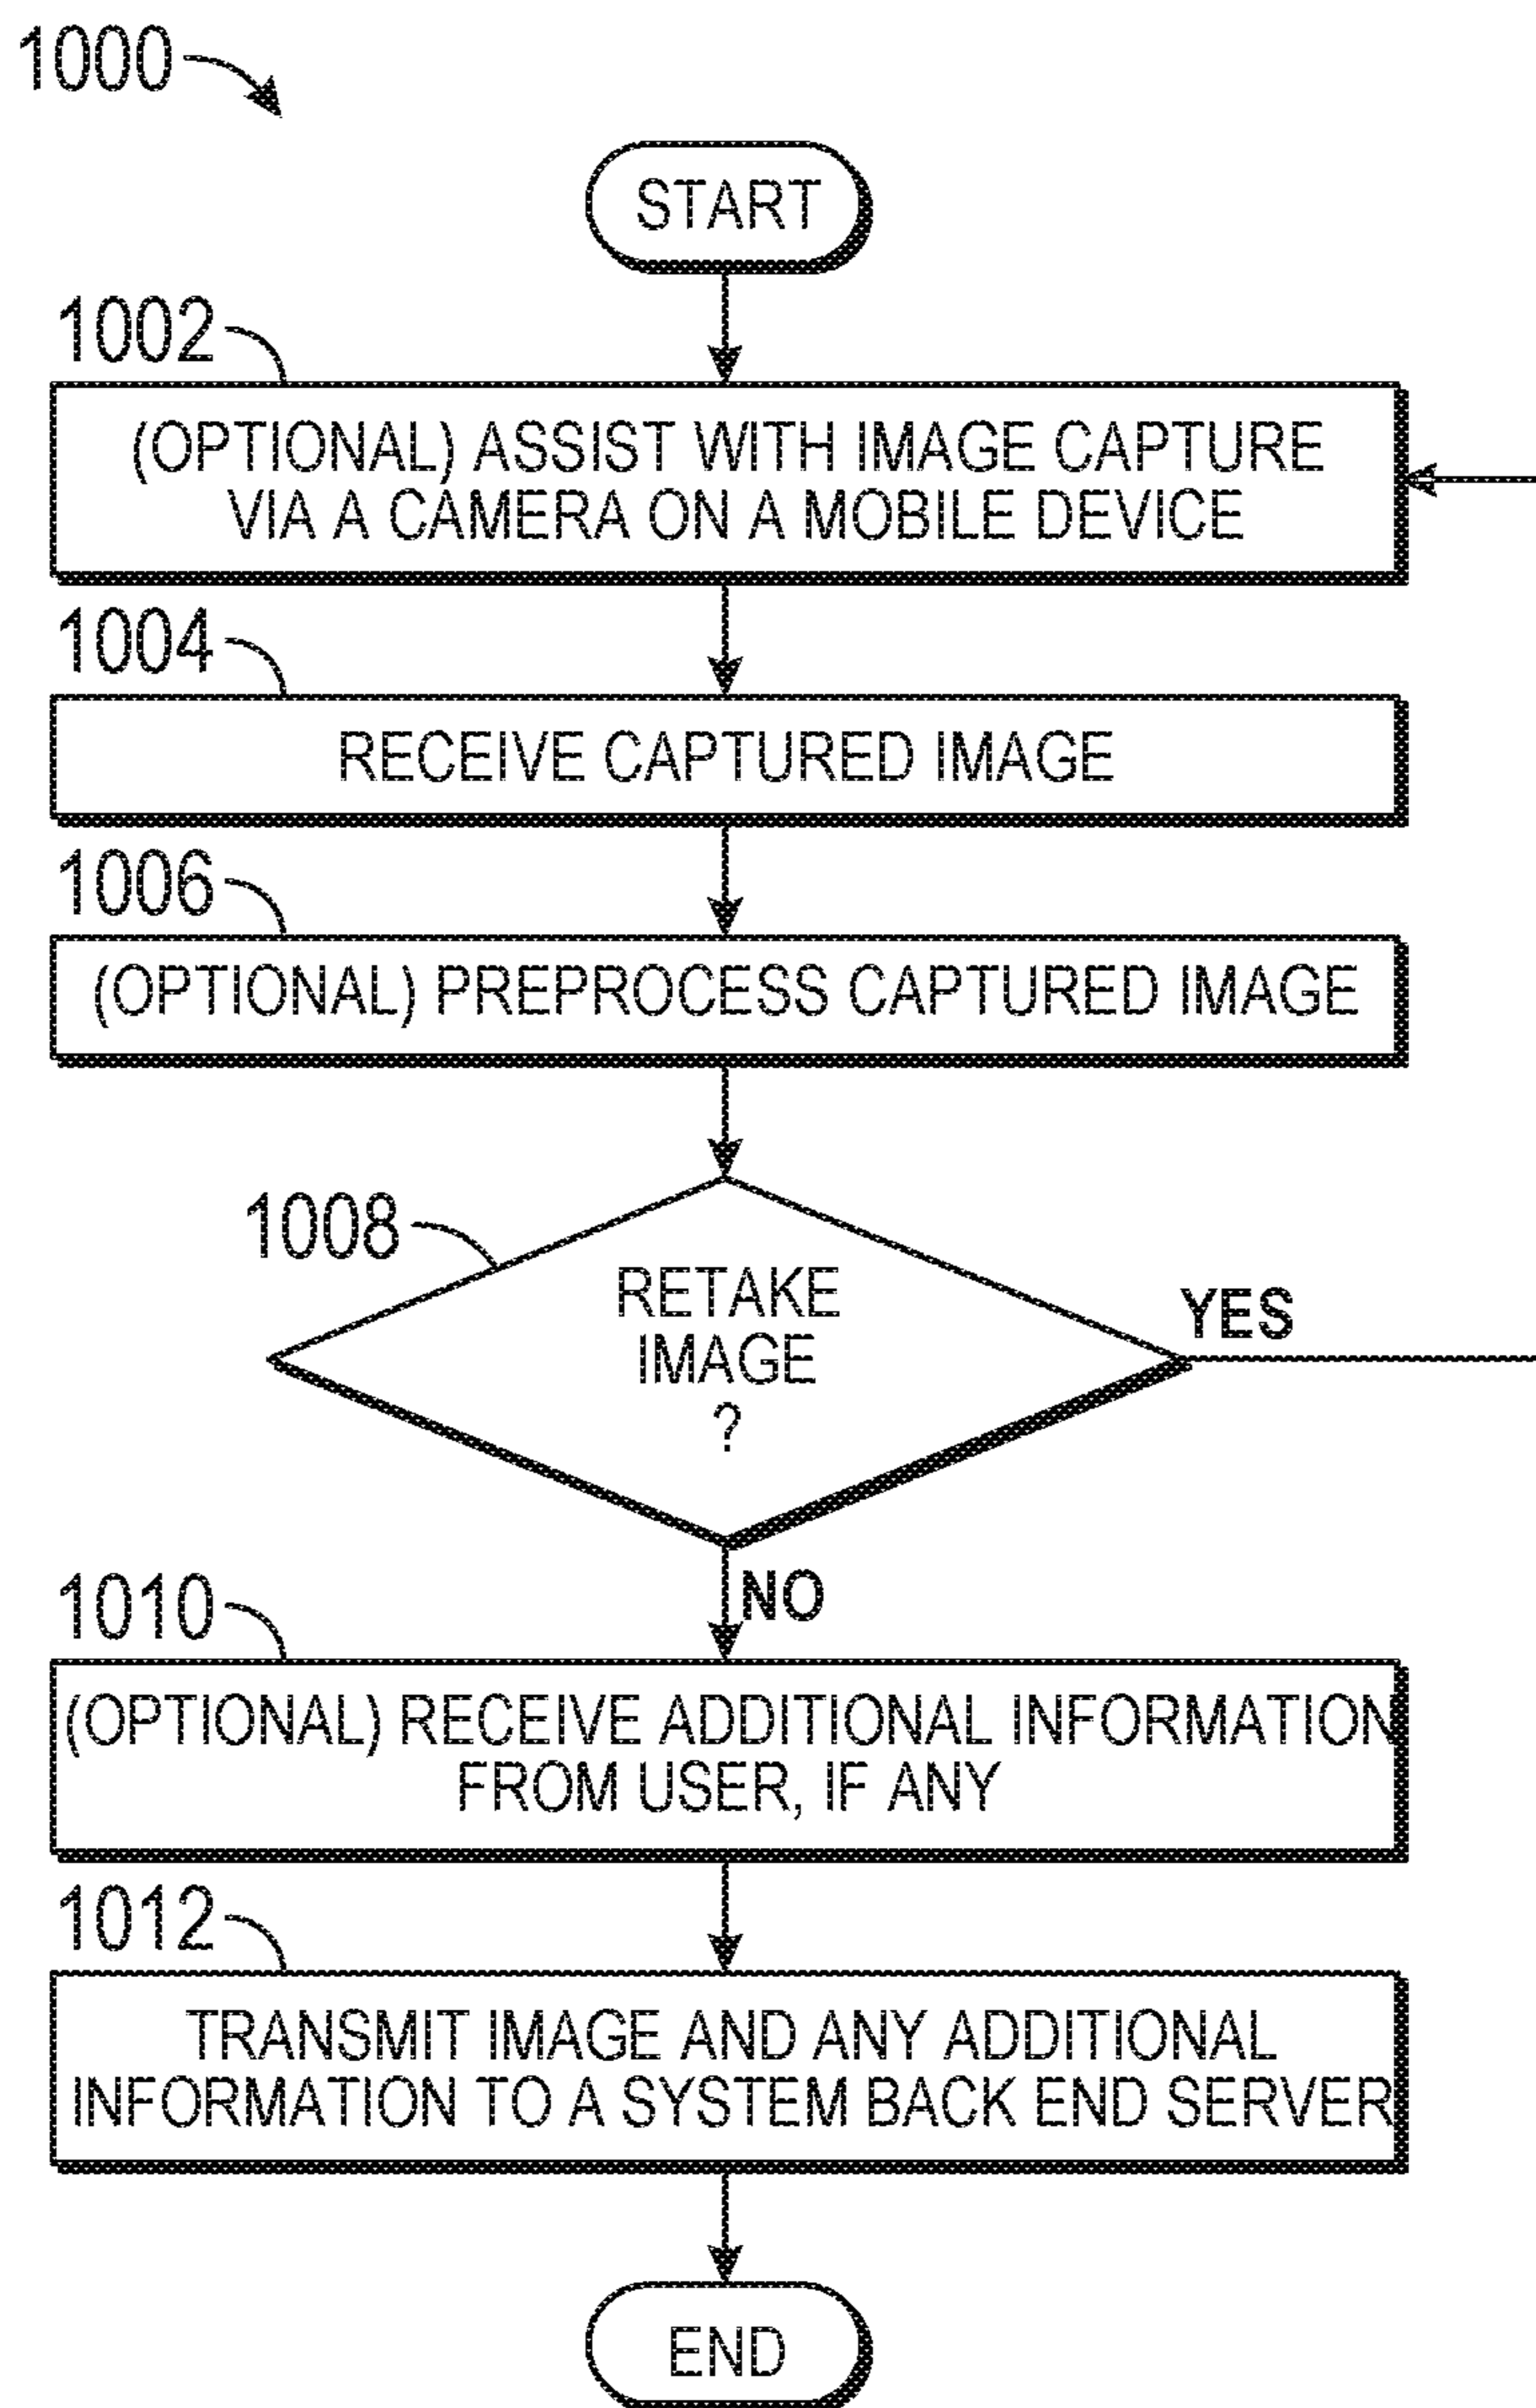 1000
START
1002
(OPTIONAL) ASSIST WITH IMAGE CAPTURE
VIA A CAMERA ON A MOBILE DEVICE
1004
RECEIVE CAPTURED IMAGE
1006
(OPTIONAL) PREPROCESS CAPTURED IMAGE
1008
RETAKE
IMAGE
?
YES
NO
1010
(OPTIONAL) RECEIVE ADDITIONAL INFORMATION
FROM USER, IF ANY
1012
TRANSMIT IMAGE AND ANY ADDITIONAL
INFORMATION TO A SYSTEM BACK END SERVER
END